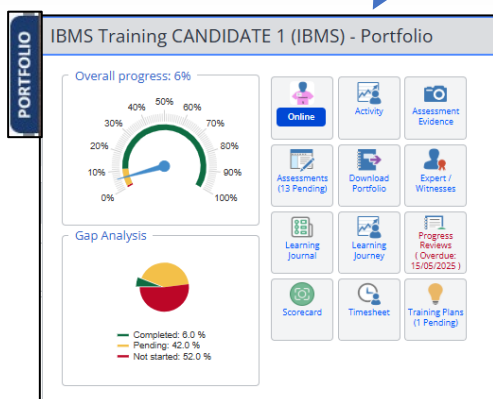 PORTFOLIO
IBMS Training CANDIDATE 1 (IBMS) - Portfolio
Overall progress: 6%
0%
10%
20%
30%
40%
50%
60%
70%
80%
90%
100%
Gap Analysis
Completed: 6.0 %
Pending: 42.0 %
Not started: 52.0 %
Online
Activity
Assessment
Evidence
Assessments
(13 Pending)
Download
Portfolio
Expert /
Witnesses
Learning
Journal
Learning
Journey
Progress
Reviews
( Overdue:
15/05/2025 )
Scorecard
Timesheet
Training Plans
(1 Pending)